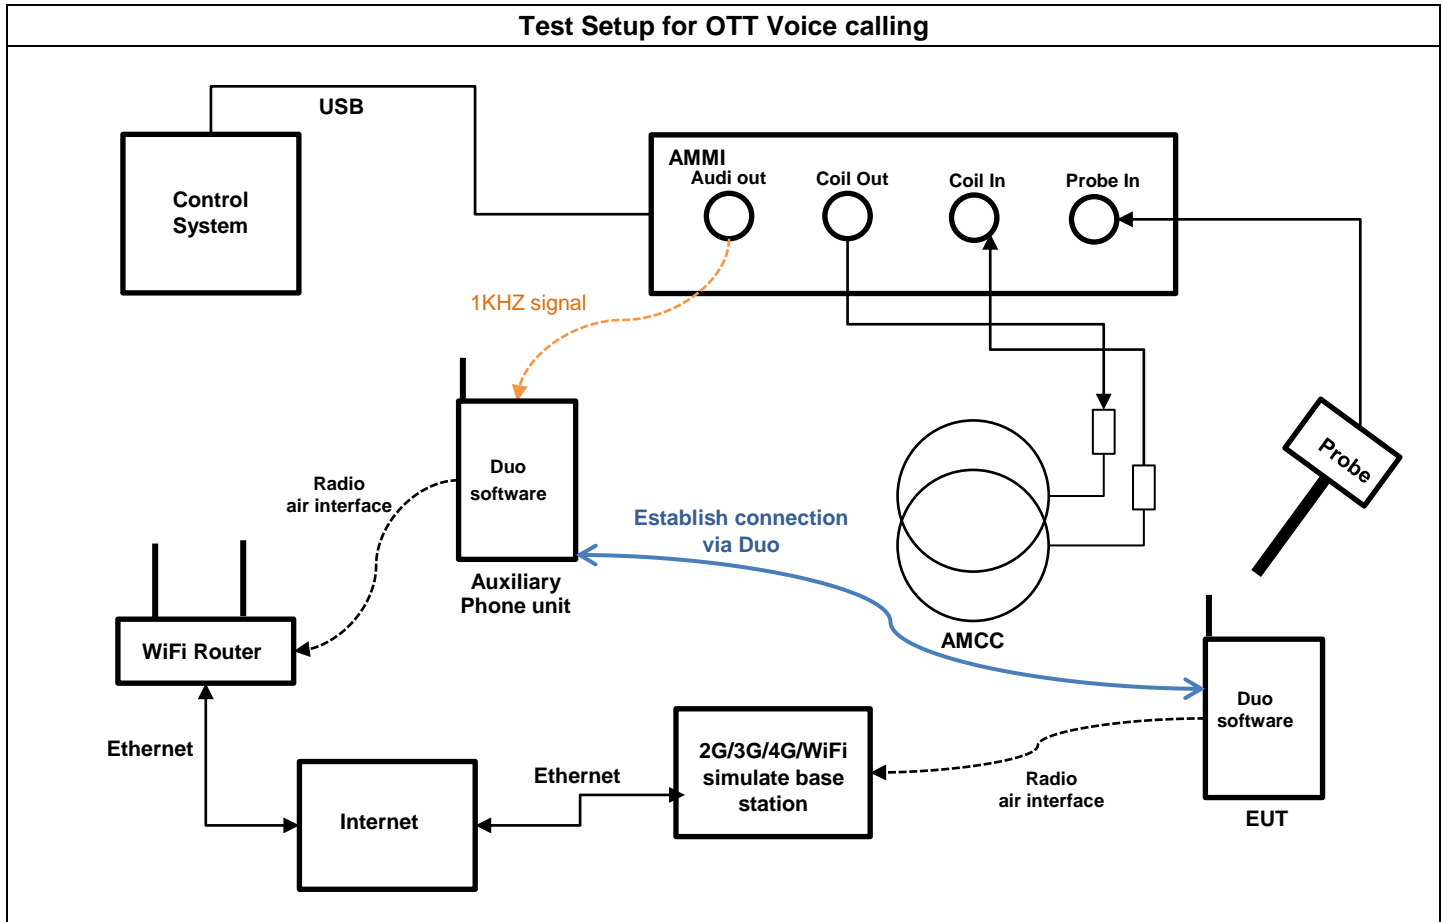 Test Setup for OTT Voice calling
USB
Control
System
AMMI
Audi out
Coil Out
Coil In
Probe In
1KHZ signal
Probe
Duo
software
Radio
air interface
Establish connection
via Duo
Auxiliary
Phone unit
AMCC
WiFi Router
Duo
software
Ethernet
2G/3G/4G/WiFi
simulate base
station
Ethernet
Radio
air interface
Internet
EUT